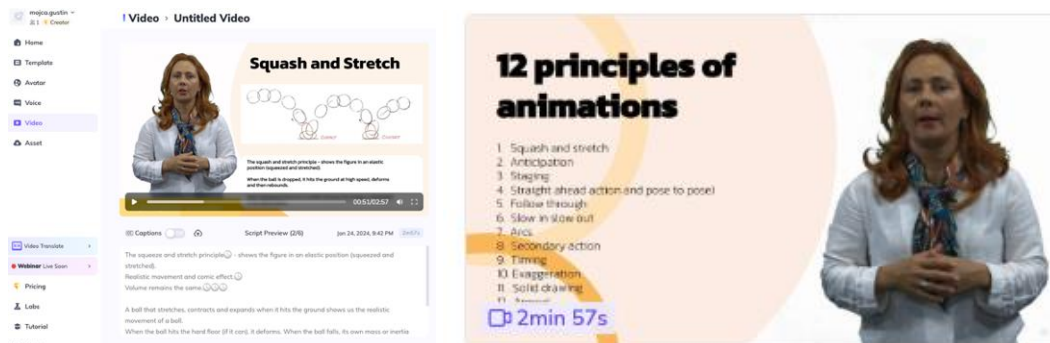 mojca.gustin
1 Creator
Home
Template
Avatar
Voice
Video
Asset
Video Translate
Webinar Live Soon
Pricing
Labs
Tutorial
Video > Untitled Video
Squash and Stretch
The squash and stretch principle - shows the figure in an elastic
position (squeezed and stretched).
When the ball is dropped, it hits the ground at high speed, deforms
and then rebounds.
00:51/02:57
Captions
Script Preview (2/6)
Jun 24, 2024, 9:42 PM
2m57s
The squeeze and stretch principle - shows the figure in an elastic position (squeezed and
stretched).
Realistic movement and comic effect.
Volume remains the same.
A ball that stretches, contracts and expands when it hits the ground shows us the realistic
movement of a ball.
When the ball hits the hard floor (if it can), it deforms. When the ball falls, its own mass or inertia
12 principles of
animations
1 Squash and stretch
2 Anticipation
3 Staging
4 Straight ahead action and pose to posel
5. Follow through
6. Slow in slow out
7. Arcs
8 Secondary action
9. Timing
10 Exaggeration
11 Solid drawing
2min 57s